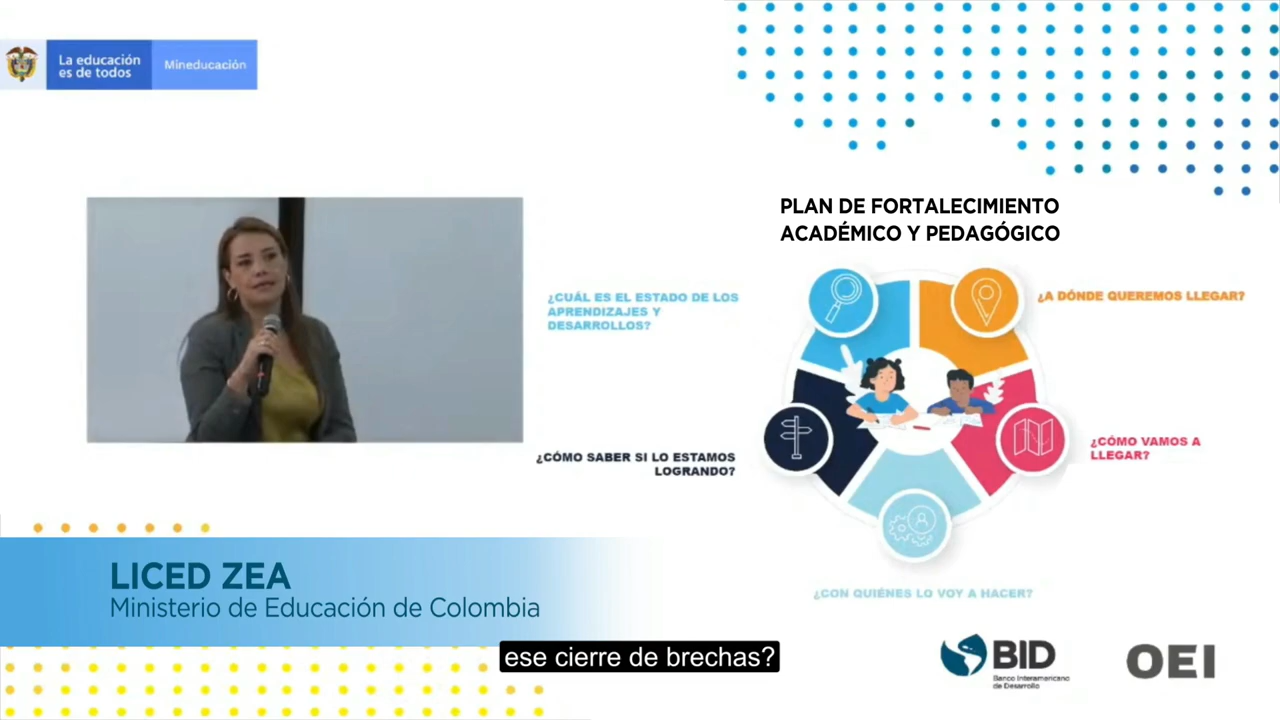 La educación
es de todos
Mineducación
PLAN DE FORTALECIMIENTO
ACADÉMICO Y PEDAGÓGICO
¿CUÁL ES EL ESTADO DE LOS
APRENDIZAJES Y
DESARROLLOS?
¿A DÓNDE QUEREMOS LLEGAR?
¿CÓMO SABER SI LO ESTAMOS
LOGRANDO?
¿CÓMO VAMOS A
LLEGAR?
¿CON QUIÉNES LO VOY A HACER?
LICED ZEA
Ministerio de Educación de Colombia
ese cierre de brechas?
BID
Banco Interamericano
de Desarrollo
OEI